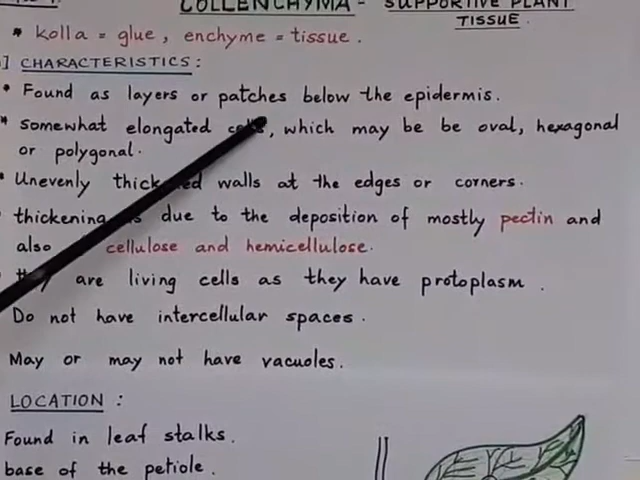 COLLENCHYMA - SUPPORTIVE PLANT
TISSUE.
* kolla = glue, enchyme = tissue.
] CHARACTERISTICS:
• Found as layers or patches below the epidermis.
* Somewhat elongated cells, which may be be oval, hexagonal
or polygonal.
• Unevenly thickened walls at the edges or corners.
thickening is due to the deposition of mostly pectin and
also cellulose and hemicellulose.
they are living cells as they have protoplasm.
Do not have intercellular spaces.
May or may not have vacuoles.
LOCATION:
Found in leaf stalks.
base of the petiole.